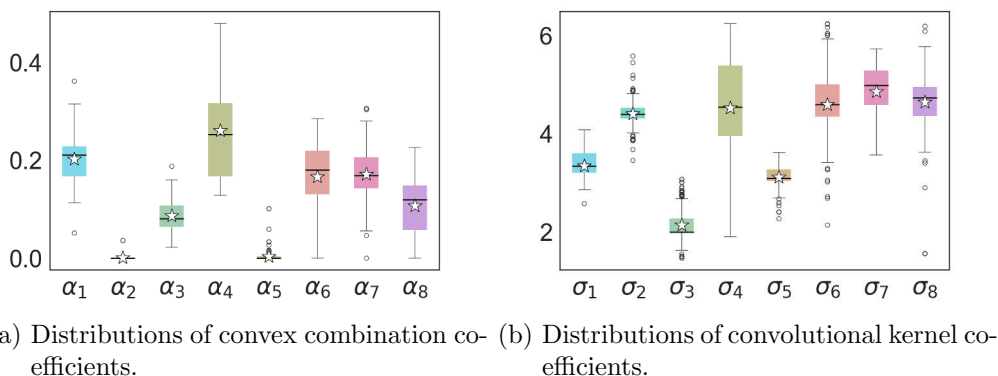 0.4
0.2
0.0
α1 α2 α3 α4 α5 α6 α7 α8
6
4
2
σ1 σ2 σ3 σ4 σ5 σ6 σ7 σ8
a) Distributions of convex combination co-
efficients.
(b) Distributions of convolutional kernel co-
efficients.